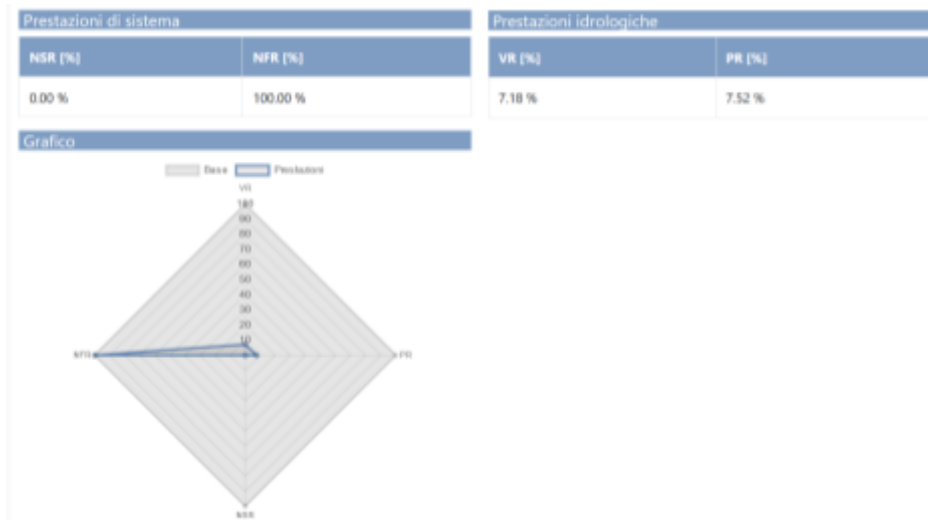 Prestazioni di sistema
NSR [%] NFR [%]
0.00 % 100.00 %
Prestazioni idrologiche
VR [%] PR [%]
7.18 % 7.52 %
Grafico
Base Prestazioni
VR
100
90
80
70
60
50
40
30
20
10
0
NFR PR
NSR